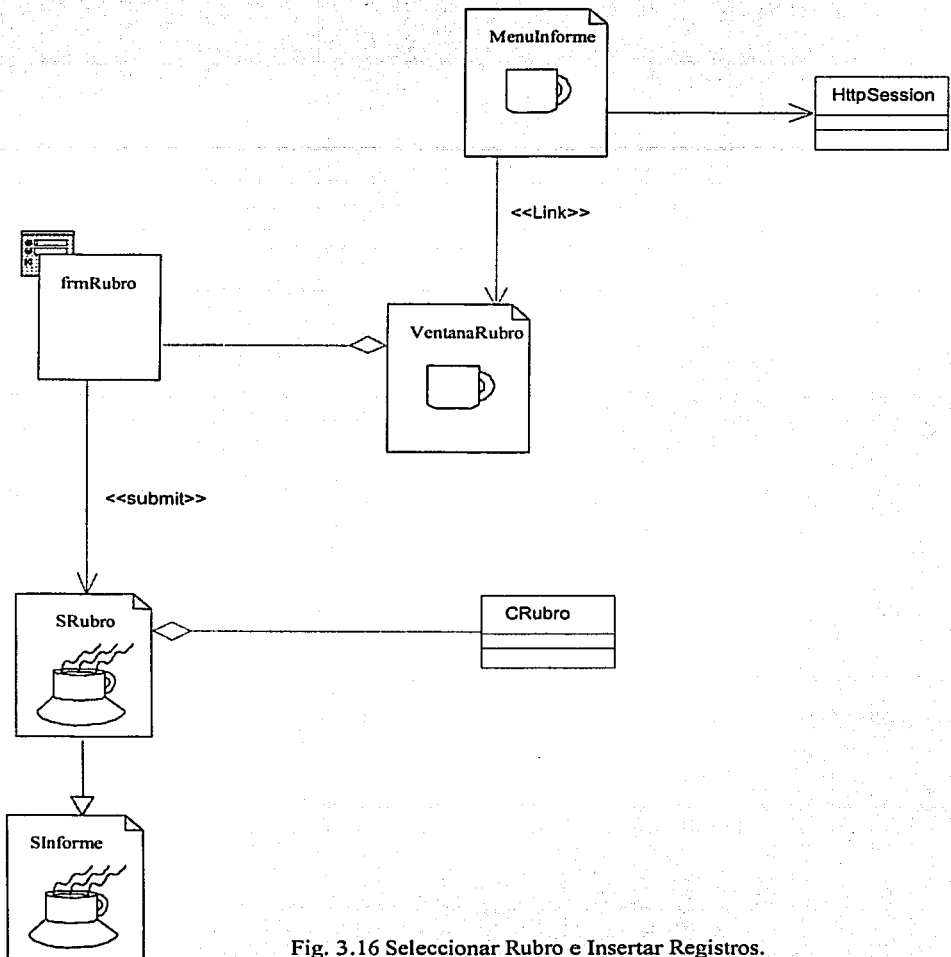 MenuInforme
HttpSession
<<Link>>
frmRubro
VentanaRubro
<<submit>>
SRubro
CRubro
SInforme
Fig. 3.16 Seleccionar Rubro e Insertar Registros.